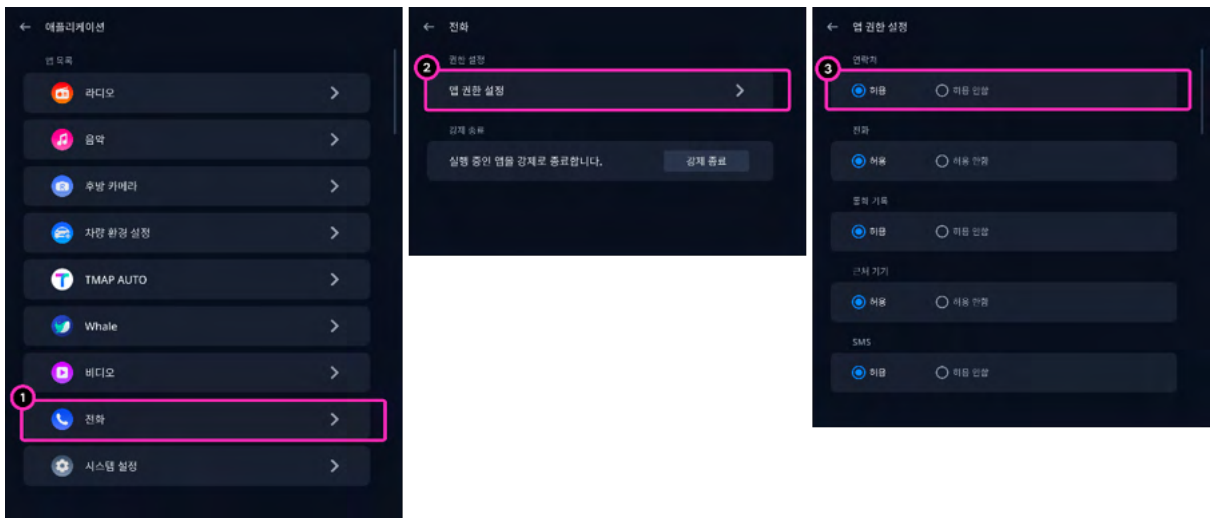 ← 애플리케이션
앱 목록
라디오
음악
후방 카메라
차량 환경 설정
TMAP AUTO
Whale
비디오
1
전화
시스템 설정
← 전화
권한 설정
2
앱 권한 설정
강제 종료
실행 중인 앱을 강제로 종료합니다. 강제 종료
← 앱 권한 설정
연락처
3
허용 허용 안함
전화
허용 허용 안함
통화 기록
허용 허용 안함
근처 기기
허용 허용 안함
SMS
허용 허용 안함